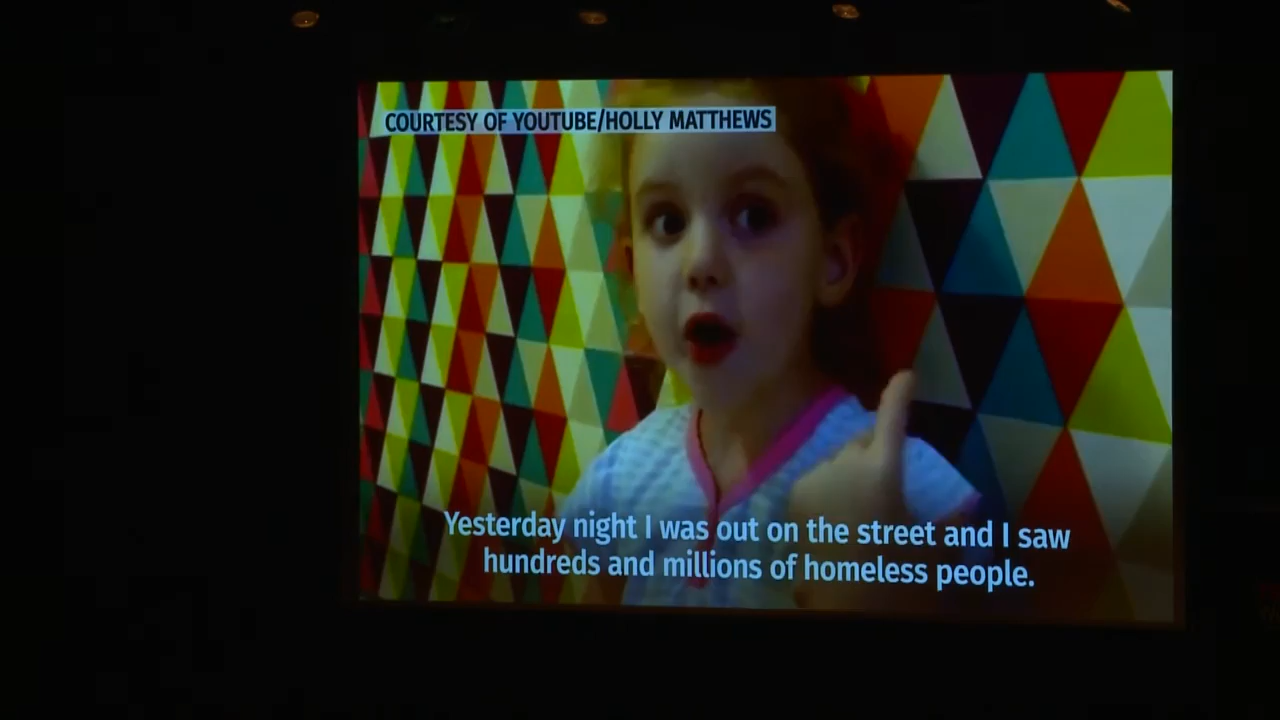 COURTESY OF YOUTUBE/HOLLY MATTHEWS
Yesterday night I was out on the street and I saw
hundreds and millions of homeless people.